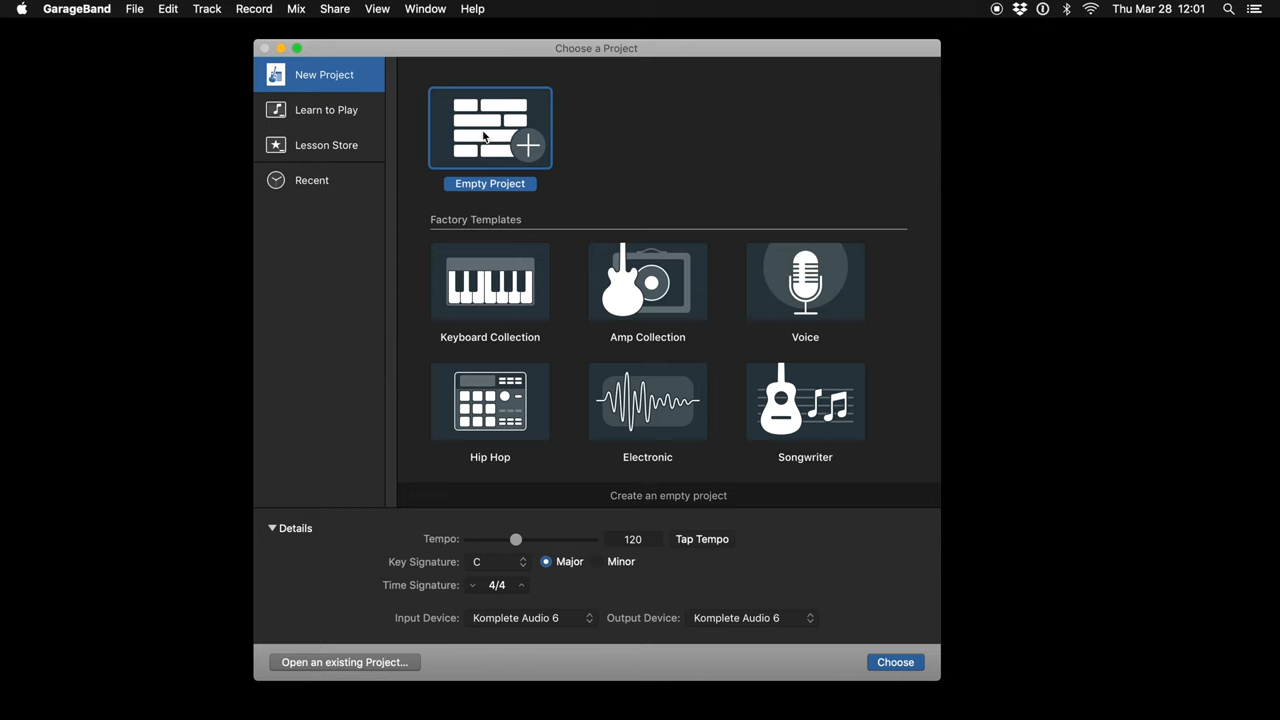 GarageBand File Edit Track Record Mix Share View Window Help Thu Mar 28 12:01
Choose a Project
New Project
Learn to Play
Lesson Store
Recent
Empty Project
Factory Templates
Keyboard Collection Amp Collection Voice
Hip Hop Electronic Songwriter
Create an empty project
Details
Tempo: 120 Tap Tempo
Key Signature: C Major Minor
Time Signature: 4/4
Input Device: Komplete Audio 6 Output Device: Komplete Audio 6
Open an existing Project... Choose